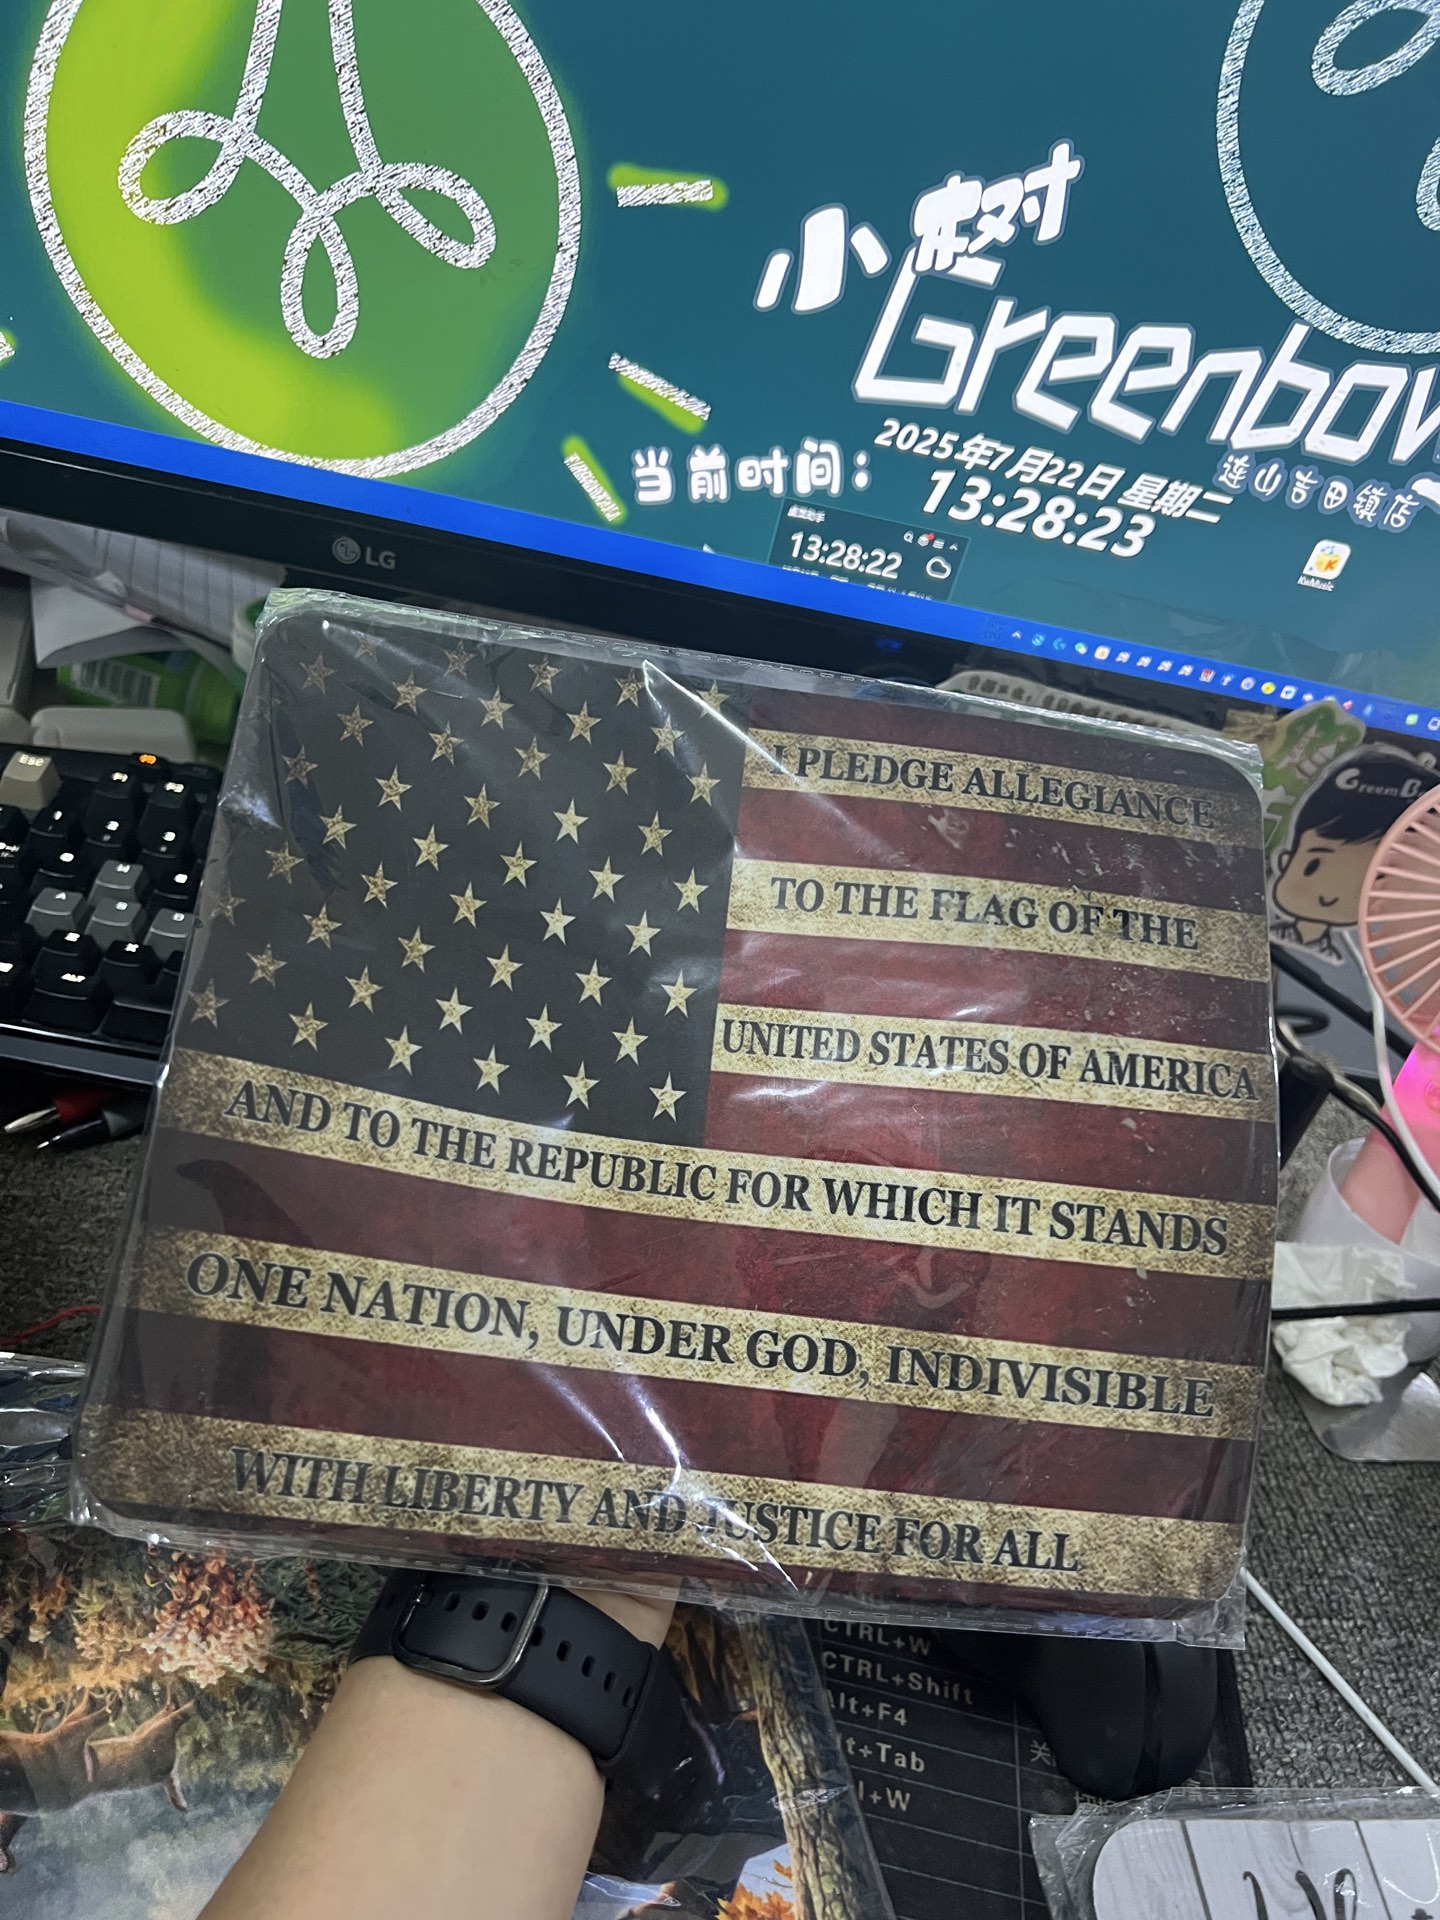 小树
Greenbow
当前时间：
2025年7月22日 星期二
13:28:23
连山吉田镇店
13:28:22
KwMusic
LG
Esc
I PLEDGE ALLEGIANCE
TO THE FLAG OF THE
UNITED STATES OF AMERICA
AND TO THE REPUBLIC FOR WHICH IT STANDS
ONE NATION, UNDER GOD, INDIVISIBLE
WITH LIBERTY AND JUSTICE FOR ALL
CTRL+W
CTRL+Shift
Alt+F4